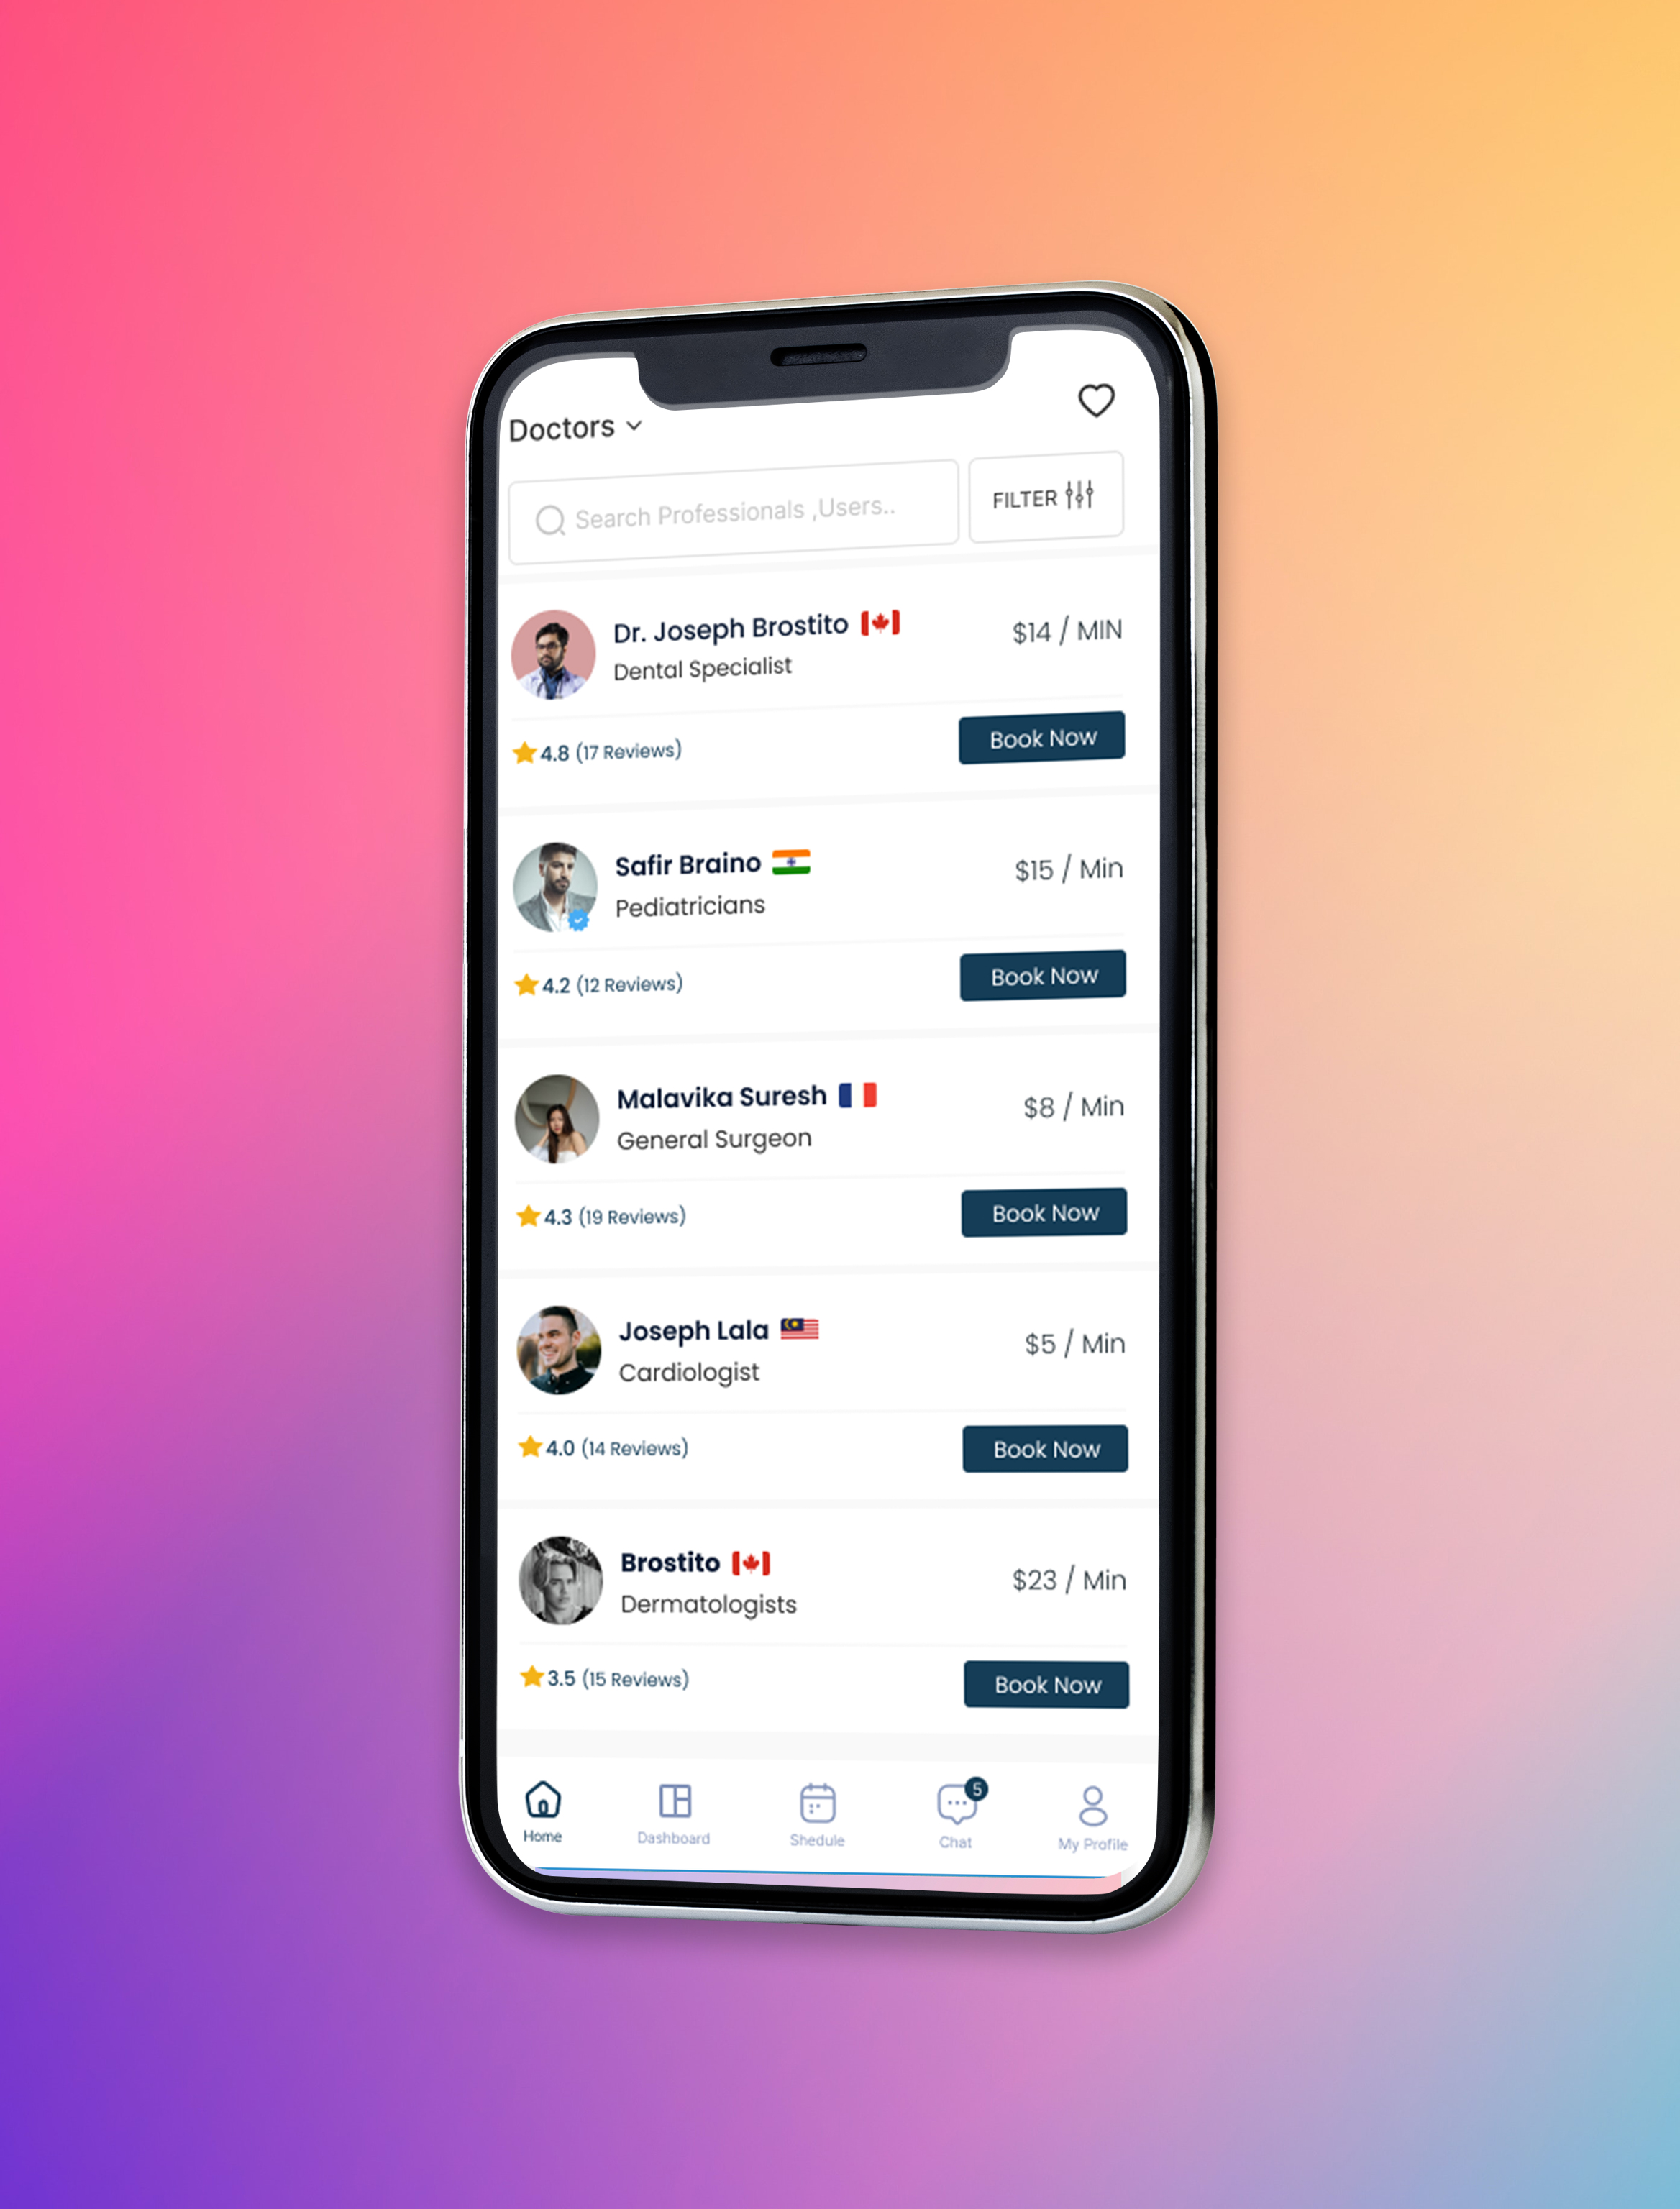 Doctors
Search Professionals ,Users..
FILTER
Dr. Joseph Brostito
$14 / MIN
Dental Specialist
4.8 (17 Reviews)
Book Now
Safir Braino
$15 / Min
Pediatricians
4.2 (12 Reviews)
Book Now
Malavika Suresh
$8 / Min
General Surgeon
4.3 (19 Reviews)
Book Now
Joseph Lala
$5 / Min
Cardiologist
4.0 (14 Reviews)
Book Now
Brostito
$23 / Min
Dermatologists
3.5 (15 Reviews)
Book Now
5
Home
Dashboard
Shedule
Chat
My Profile